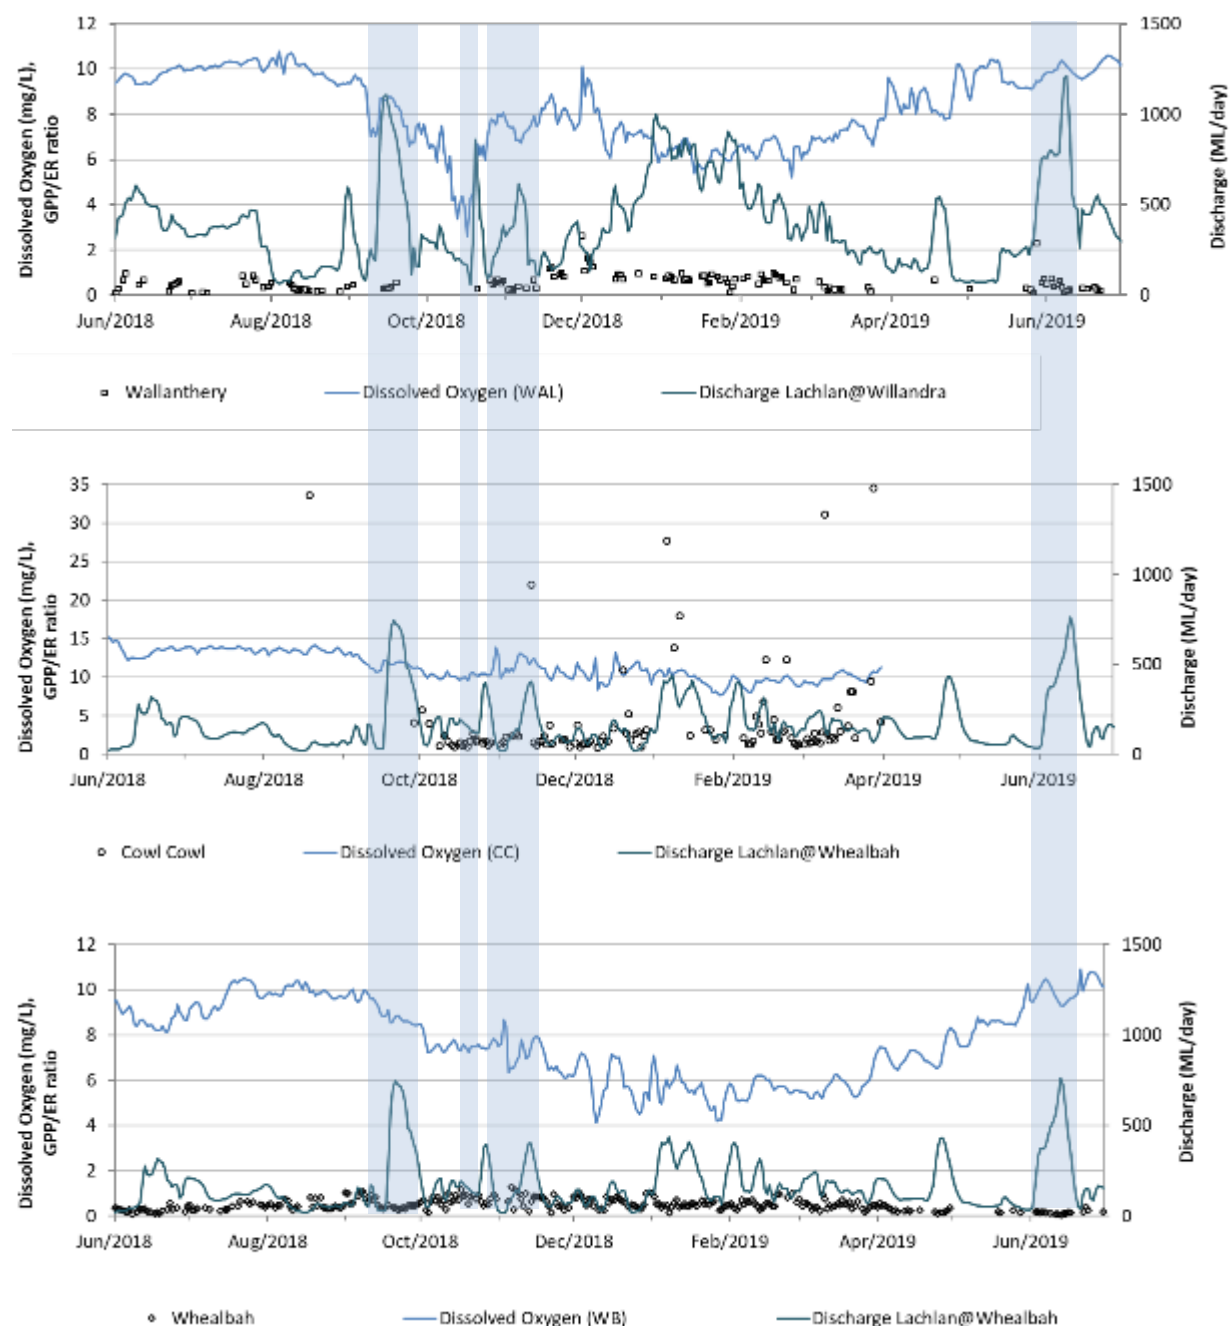 Dissolved Oxygen (mg/L),
GPP/ER ratio
12
10
8
6
4
2
0
1500
1000
500
0
Discharge (ML/day)
Jun/2018 Aug/2018 Oct/2018 Dec/2018 Feb/2019 Apr/2019 Jun/2019
Wallanthery Dissolved Oxygen (WAL) Discharge Lachlan@Willandra
Dissolved Oxygen (mg/L),
GPP/ER ratio
35
30
25
20
15
10
5
0
1500
1000
500
0
Discharge (ML/day)
Jun/2018 Aug/2018 Oct/2018 Dec/2018 Feb/2019 Apr/2019 Jun/2019
Cowl Cowl Dissolved Oxygen (CC) Discharge Lachlan@Whealbah
Dissolved Oxygen (mg/L),
GPP/ER ratio
12
10
8
6
4
2
0
1500
1000
500
0
Discharge (ML/day)
Jun/2018 Aug/2018 Oct/2018 Dec/2018 Feb/2019 Apr/2019 Jun/2019
Whealbah Dissolved Oxygen (WB) Discharge Lachlan@Whealbah